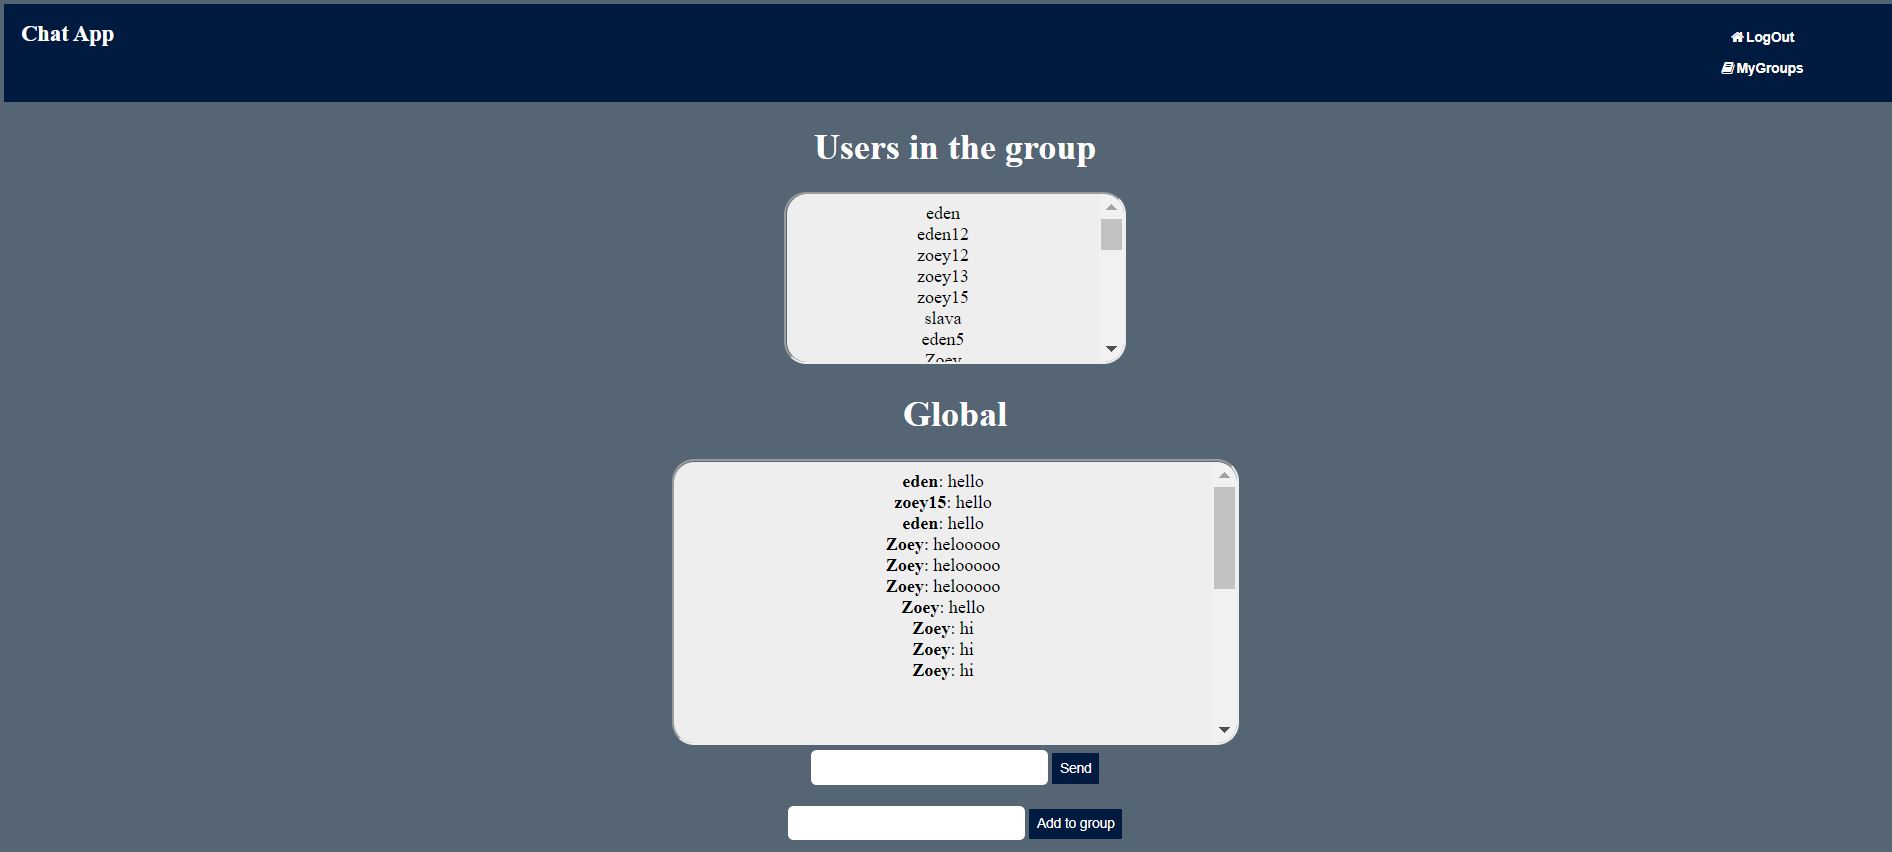 Chat App
LogOut
MyGroups
Users in the group
eden
eden12
zoey12
zoey13
zoey15
slava
eden5
Zoey
Global
eden: hello
zoey15: hello
eden: hello
Zoey: helooooo
Zoey: helooooo
Zoey: helooooo
Zoey: hello
Zoey: hi
Zoey: hi
Zoey: hi
Send
Add to group